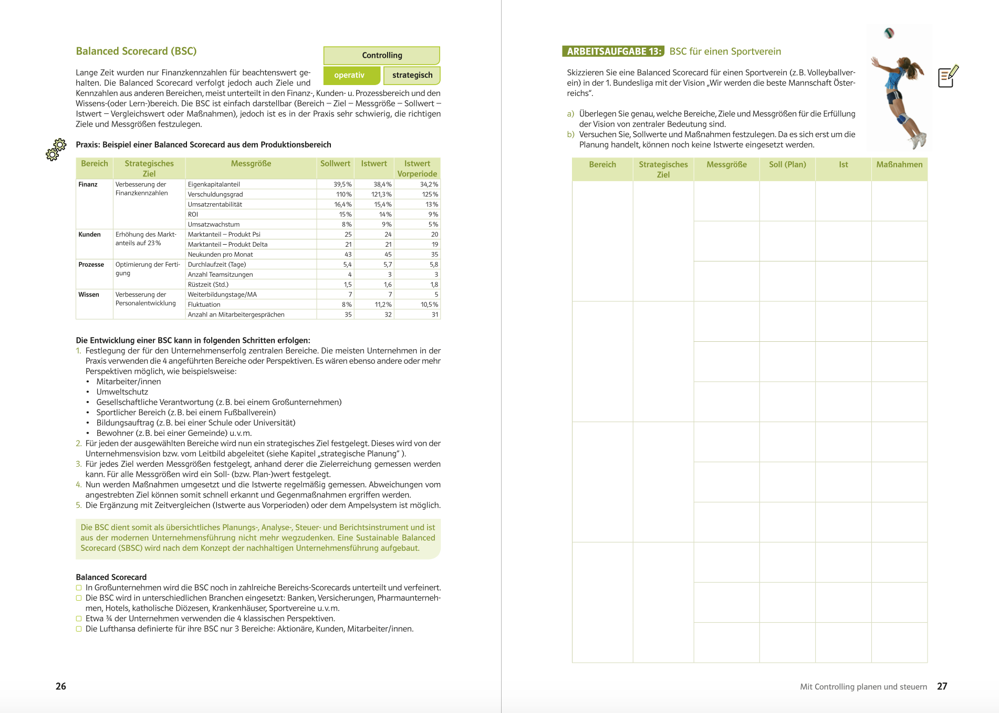 Balanced Scorecard (BSC)
Controlling
operativ
strategisch
Lange Zeit wurden nur Finanzkennzahlen für beachtenswert ge-
halten. Die Balanced Scorecard verfolgt jedoch auch Ziele und
Kennzahlen aus anderen Bereichen, meist unterteilt in den Finanz-, Kunden- u. Prozessbereich und den
Wissens-(oder Lern-)bereich. Die BSC ist einfach darstellbar (Bereich – Ziel – Messgröße – Sollwert –
Istwert – Vergleichswert oder Maßnahmen), jedoch ist es in der Praxis sehr schwierig, die richtigen
Ziele und Messgrößen festzulegen.
Praxis: Beispiel einer Balanced Scorecard aus dem Produktionsbereich
Bereich Strategisches Messgröße Sollwert Istwert Istwert
Ziel Vorperiode
Finanz Verbesserung der Eigenkapitalanteil 39,5 % 38,4 % 34,2 %
Finanzkennzahlen Verschuldungsgrad 110 % 121,3 % 125 %
Umsatzrentabilität 16,4 % 15,4 % 13 %
ROI 15 % 14 % 9 %
Umsatzwachstum 8 % 9 % 5 %
Kunden Erhöhung des Markt- Marktanteil – Produkt Psi 25 24 20
anteils auf 23 % Marktanteil – Produkt Delta 21 21 19
Neukunden pro Monat 43 45 35
Prozesse Optimierung der Ferti- Durchlaufzeit (Tage) 5,4 5,7 5,8
gung Anzahl Teamsitzungen 4 3 3
Rüstzeit (Std.) 1,5 1,6 1,8
Wissen Verbesserung der Weiterbildungstage/MA 7 7 5
Personalentwicklung Fluktuation 8 % 11,2 % 10,5 %
Anzahl an Mitarbeitergesprächen 35 32 31
Die Entwicklung einer BSC kann in folgenden Schritten erfolgen:
1. Festlegung der für den Unternehmenserfolg zentralen Bereiche. Die meisten Unternehmen in der
Praxis verwenden die 4 angeführten Bereiche oder Perspektiven. Es wären ebenso andere oder mehr
Perspektiven möglich, wie beispielsweise:
• Mitarbeiter/innen
• Umweltschutz
• Gesellschaftliche Verantwortung (z. B. bei einem Großunternehmen)
• Sportlicher Bereich (z. B. bei einem Fußballverein)
• Bildungsauftrag (z. B. bei einer Schule oder Universität)
• Bewohner (z. B. bei einer Gemeinde) u. v. m.
2. Für jeden der ausgewählten Bereiche wird nun ein strategisches Ziel festgelegt. Dieses wird von der
Unternehmensvision bzw. vom Leitbild abgeleitet (siehe Kapitel „strategische Planung“ ).
3. Für jedes Ziel werden Messgrößen festgelegt, anhand derer die Zielerreichung gemessen werden
kann. Für alle Messgrößen wird ein Soll- (bzw. Plan-)wert festgelegt.
4. Nun werden Maßnahmen umgesetzt und die Istwerte regelmäßig gemessen. Abweichungen vom
angestrebten Ziel können somit schnell erkannt und Gegenmaßnahmen ergriffen werden.
5. Die Ergänzung mit Zeitvergleichen (Istwerte aus Vorperioden) oder dem Ampelsystem ist möglich.
Die BSC dient somit als übersichtliches Planungs-, Analyse-, Steuer- und Berichtsinstrument und ist
aus der modernen Unternehmensführung nicht mehr wegzudenken. Eine Sustainable Balanced
Scorecard (SBSC) wird nach dem Konzept der nachhaltigen Unternehmensführung aufgebaut.
Balanced Scorecard
In Großunternehmen wird die BSC noch in zahlreiche Bereichs-Scorecards unterteilt und verfeinert.
Die BSC wird in unterschiedlichen Branchen eingesetzt: Banken, Versicherungen, Pharmaunterneh-
men, Hotels, katholische Diözesen, Krankenhäuser, Sportvereine u. v. m.
Etwa ¾ der Unternehmen verwenden die 4 klassischen Perspektiven.
Die Lufthansa definierte für ihre BSC nur 3 Bereiche: Aktionäre, Kunden, Mitarbeiter/innen.
26
ARBEITSAUFGABE 13: BSC für einen Sportverein
Skizzieren Sie eine Balanced Scorecard für einen Sportverein (z. B. Volleyballver-
ein) in der 1. Bundesliga mit der Vision „Wir werden die beste Mannschaft Öster-
reichs“.
a) Überlegen Sie genau, welche Bereiche, Ziele und Messgrößen für die Erfüllung
der Vision von zentraler Bedeutung sind.
b) Versuchen Sie, Sollwerte und Maßnahmen festzulegen. Da es sich erst um die
Planung handelt, können noch keine Istwerte eingesetzt werden.
Bereich Strategisches Messgröße Soll (Plan) Ist Maßnahmen
Ziel
Mit Controlling planen und steuern 27